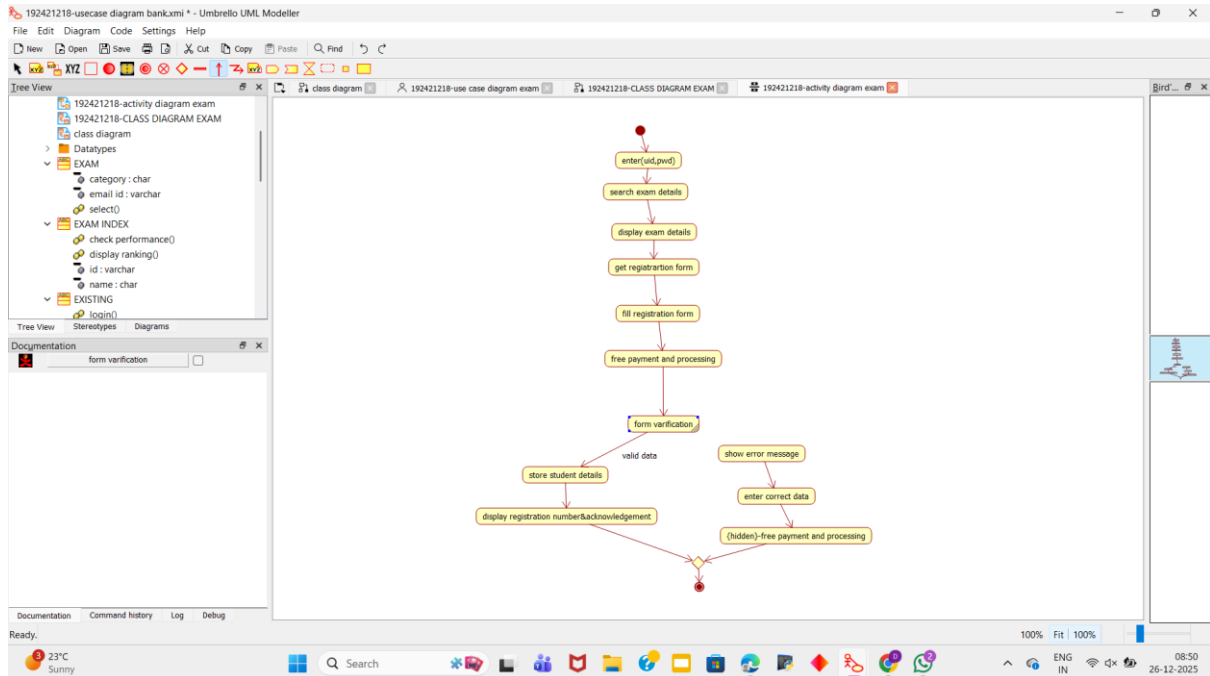 192421218-usecase diagram bank.xmi * - Umbrello UML Modeller
File Edit Diagram Code Settings Help
New Open Save Cut Copy Paste Find
XYZ
Tree View
class diagram 192421218-use case diagram exam 192421218-CLASS DIAGRAM EXAM 192421218-activity diagram exam
Bird'...
192421218-activity diagram exam
192421218-CLASS DIAGRAM EXAM
class diagram
Datatypes
EXAM
category : char
email id : varchar
select()
EXAM INDEX
check performance()
display ranking()
id : varchar
name : char
EXISTING
login()
Tree View Stereotypes Diagrams
Documentation
form varification
enter(uid,pwd)
search exam details
display exam details
get regiatrartion form
fill registration form
free payment and processing
form varification
valid data
show error message
store student details
enter correct data
display registration number&acknowledgement
{hidden}-free payment and processing
Documentation Command history Log Debug
Ready.
100% Fit 100%
3 23°C
Sunny
Search
2
ENG
IN
08:50
26-12-2025